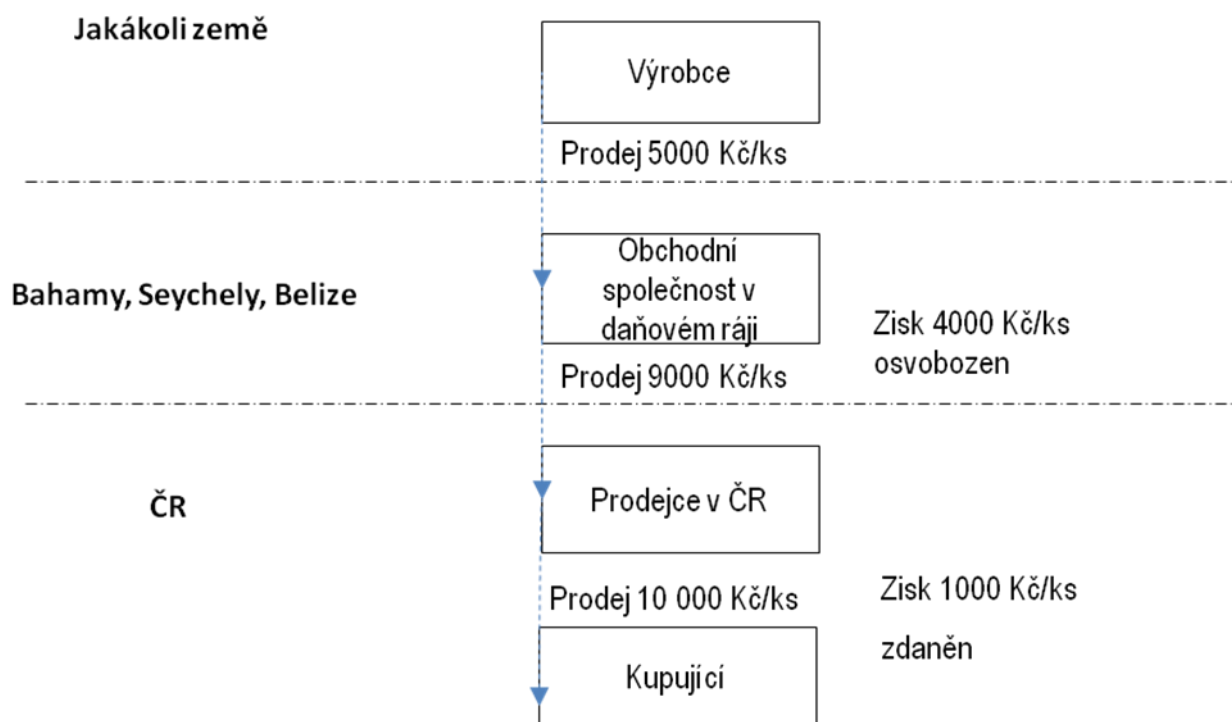 Jakákoli země
Výrobce
Prodej 5000 Kč/ks
Bahamy, Seychely, Belize
Obchodní
společnost v
daňovém ráji
Zisk 4000 Kč/ks
osvobozen
Prodej 9000 Kč/ks
ČR
Prodejce v ČR
Prodej 10 000 Kč/ks
Zisk 1000 Kč/ks
zdaněn
Kupující